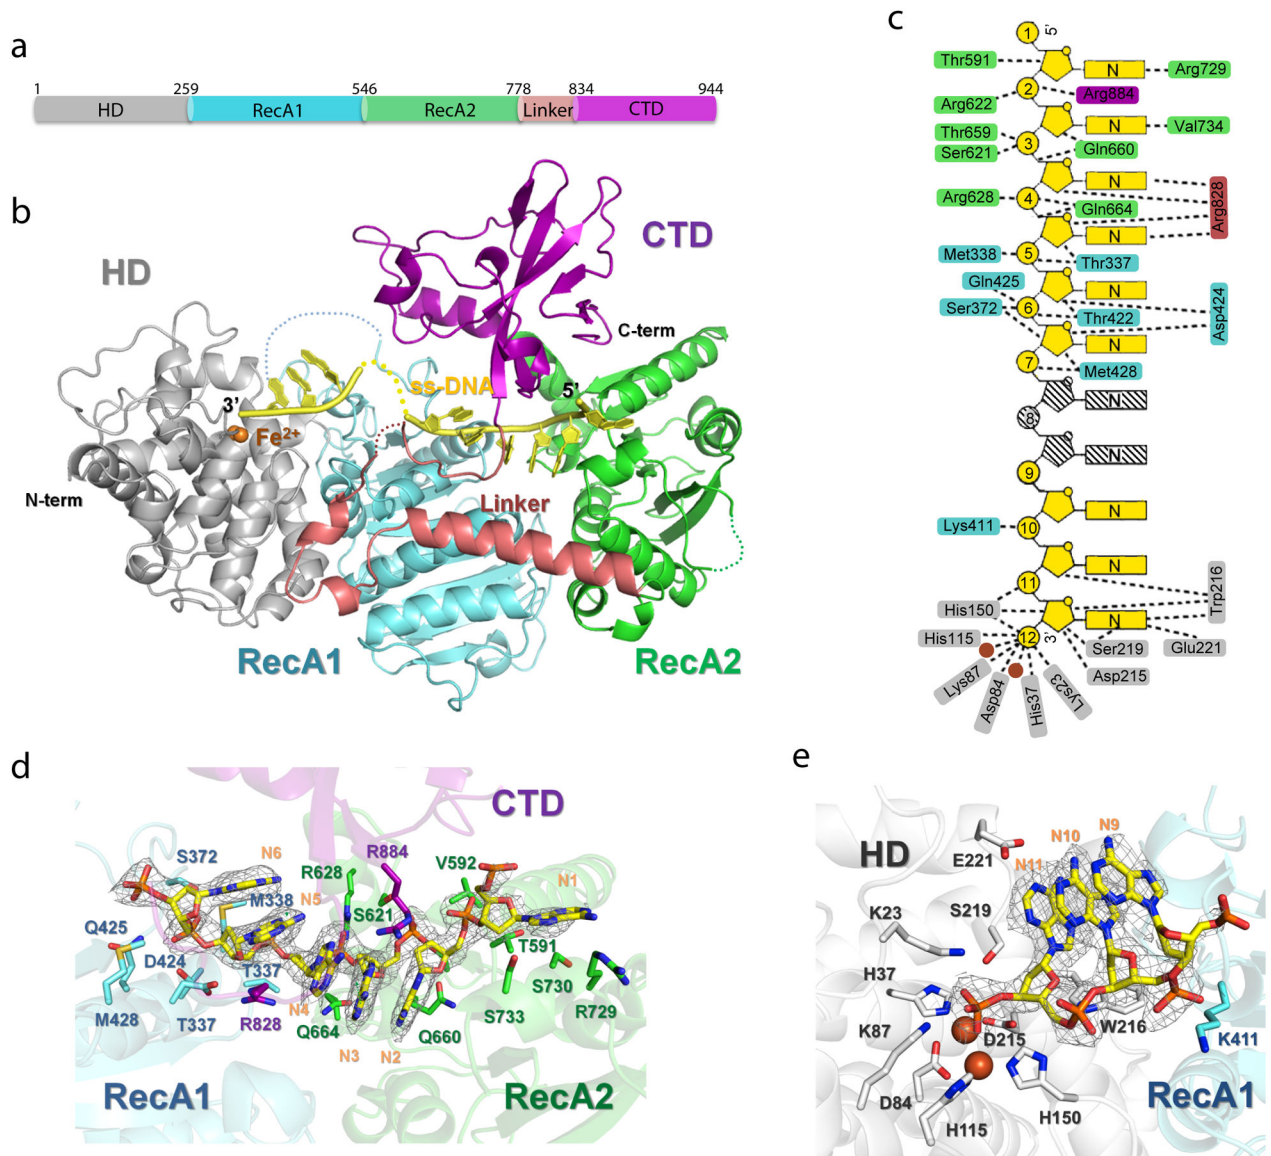 a
1 259 546 778 834 944
HD RecA1 RecA2 Linker CTD
b
HD
CTD
C-term
ss-DNA
5’
3’
Fe²⁺
N-term
Linker
RecA1
RecA2
c
1 5'
Thr591
N Arg729
2 Arg884
Arg622
N Val734
Thr659
3 Gln660
Ser621
N
Arg628 4 Gln664
Arg828
N
Met338 5 Thr337
Gln425
N
Ser372 6 Thr422
Asp424
N
7 Met428
N
8
N
9
Lys411 10
11
Trp216
His150
N
His115 12 3'
Ser219 Glu221
Lys87
Asp84
His37
Lys23
Asp215
d
CTD
S372
N6
R628
R884
V592
N1
M338
N5
S621
Q425
D424
T337
T591
S730
N4
M428
T337
R828
Q664
Q660
S733
R729
N3 N2
RecA1
RecA2
e
HD
E221
N10
N9
N11
K23
S219
H37
K87
D215
W216
K411
D84
H115
H150
RecA1